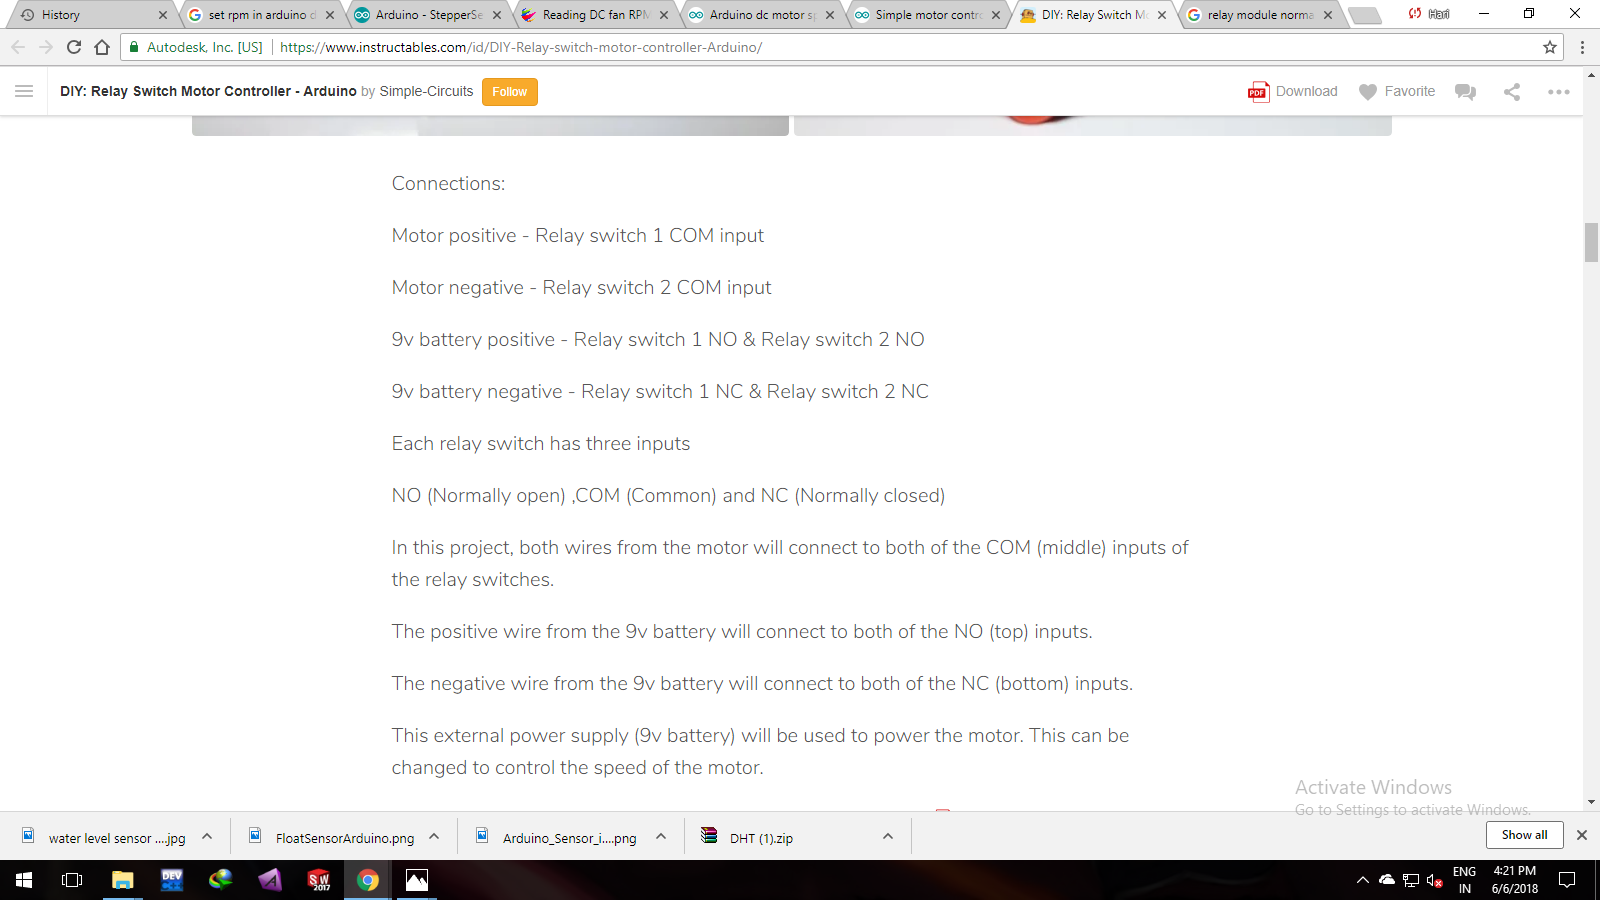 History
set rpm in arduino d
Arduino - StepperSe
Reading DC fan RPM
Arduino dc motor sp
Simple motor contro
DIY: Relay Switch Mo
relay module norma
Hari
Autodesk, Inc. [US]
https://www.instructables.com/id/DIY-Relay-switch-motor-controller-Arduino/
DIY: Relay Switch Motor Controller - Arduino by Simple-Circuits
Follow
PDF
Download
Favorite
Connections:
Motor positive - Relay switch 1 COM input
Motor negative - Relay switch 2 COM input
9v battery positive - Relay switch 1 NO & Relay switch 2 NO
9v battery negative - Relay switch 1 NC & Relay switch 2 NC
Each relay switch has three inputs
NO (Normally open) ,COM (Common) and NC (Normally closed)
In this project, both wires from the motor will connect to both of the COM (middle) inputs of
the relay switches.
The positive wire from the 9v battery will connect to both of the NO (top) inputs.
The negative wire from the 9v battery will connect to both of the NC (bottom) inputs.
This external power supply (9v battery) will be used to power the motor. This can be
changed to control the speed of the motor.
Activate Windows
Go to Settings to activate Windows.
water level sensor ....jpg
FloatSensorArduino.png
Arduino_Sensor_i....png
DHT (1).zip
Show all
DEV
SW
2017
ENG
IN
4:21 PM
6/6/2018